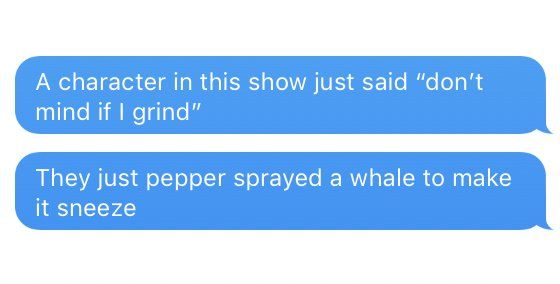 A character in this show just said “don’t
mind if I grind”
They just pepper sprayed a whale to make
it sneeze